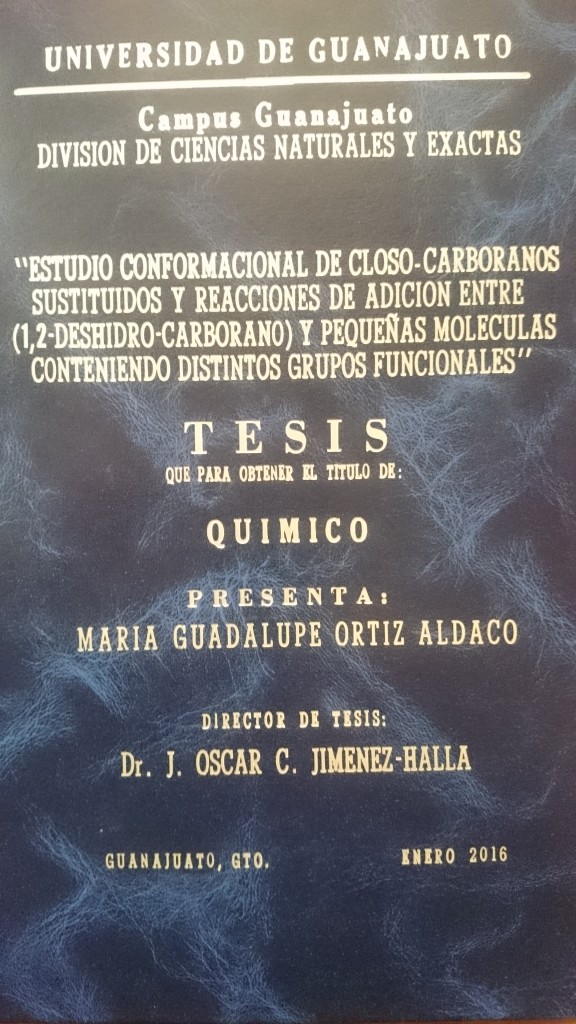 UNIVERSIDAD DE GUANAJUATO
Campus Guanajuato
DIVISION DE CIENCIAS NATURALES Y EXACTAS
"ESTUDIO CONFORMACIONAL DE CLOSO-CARBORANOS
SUSTITUIDOS Y REACCIONES DE ADICION ENTRE
(1,2-DESHIDRO-CARBORANO) Y PEQUEÑAS MOLECULAS
CONTENIENDO DISTINTOS GRUPOS FUNCIONALES"
TESIS
QUE PARA OBTENER EL TITULO DE:
QUIMICO
PRESENTA:
MARIA GUADALUPE ORTIZ ALDACO
DIRECTOR DE TESIS:
Dr. J. OSCAR C. JIMENEZ-HALLA
GUANAJUATO, GTO. ENERO 2016